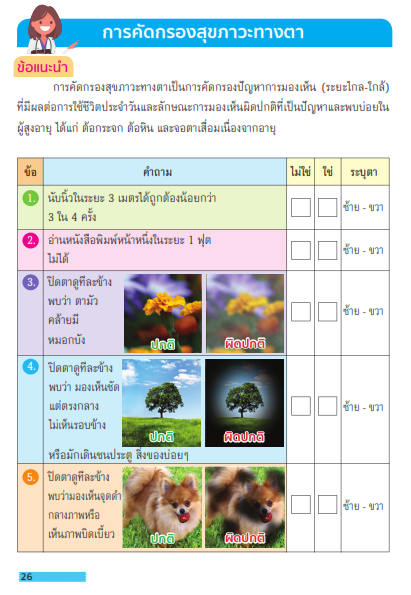 การคัดกรองสุขภาวะทางตา
ข้อแนะนำ
การคัดกรองสุขภาวะทางตาเป็นการคัดกรองปัญหาการมองเห็น (ระยะไกล-ใกล้)
ที่มีผลต่อการใช้ชีวิตประจำวันและลักษณะการมองเห็นผิดปกติที่เป็นปัญหาและพบบ่อยใน
ผู้สูงอายุ ได้แก่ ต้อกระจก ต้อหิน และจอตาเสื่อมเนื่องจากอายุ
ข้อ คำถาม ไม่ใช่ ใช่ ระบุตา
1. นับนิ้วในระยะ 3 เมตรได้ถูกต้องน้อยกว่า
3 ใน 4 ครั้ง
ซ้าย - ขวา
2. อ่านหนังสือพิมพ์หน้าหนึ่งในระยะ 1 ฟุต
ไม่ได้
ซ้าย - ขวา
3. ปิดตาดูทีละข้าง
พบว่า ตามัว
คล้ายมี
หมอกบัง
ปกติ
ผิดปกติ
ซ้าย - ขวา
4. ปิดตาดูทีละข้าง
พบว่า มองเห็นชัด
แต่ตรงกลาง
ไม่เห็นรอบข้าง
หรือมักเดินชนประตู สิ่งของบ่อยๆ
ปกติ
ผิดปกติ
ซ้าย - ขวา
5. ปิดตาดูทีละข้าง
พบว่ามองเห็นจุดดำ
กลางภาพหรือ
เห็นภาพบิดเบี้ยว
ปกติ
ผิดปกติ
ซ้าย - ขวา
26